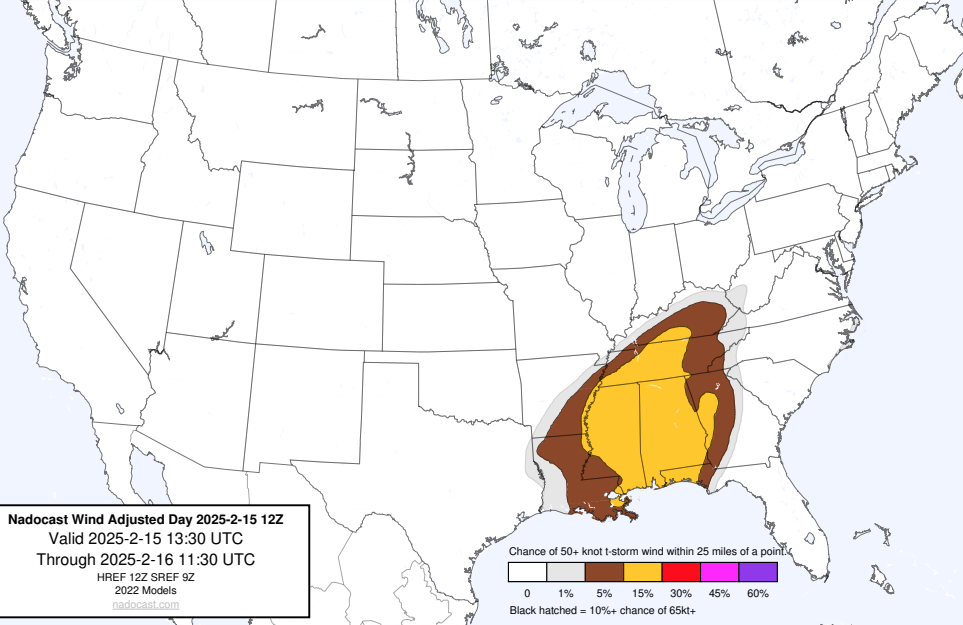 Nadocast Wind Adjusted Day 2025-2-15 12Z
Valid 2025-2-15 13:30 UTC
Through 2025-2-16 11:30 UTC
HREF 12Z SREF 9Z
2022 Models
nadocast.com
Chance of 50+ knot t-storm wind within 25 miles of a point.
0 1% 5% 15% 30% 45% 60%
Black hatched = 10%+ chance of 65kt+